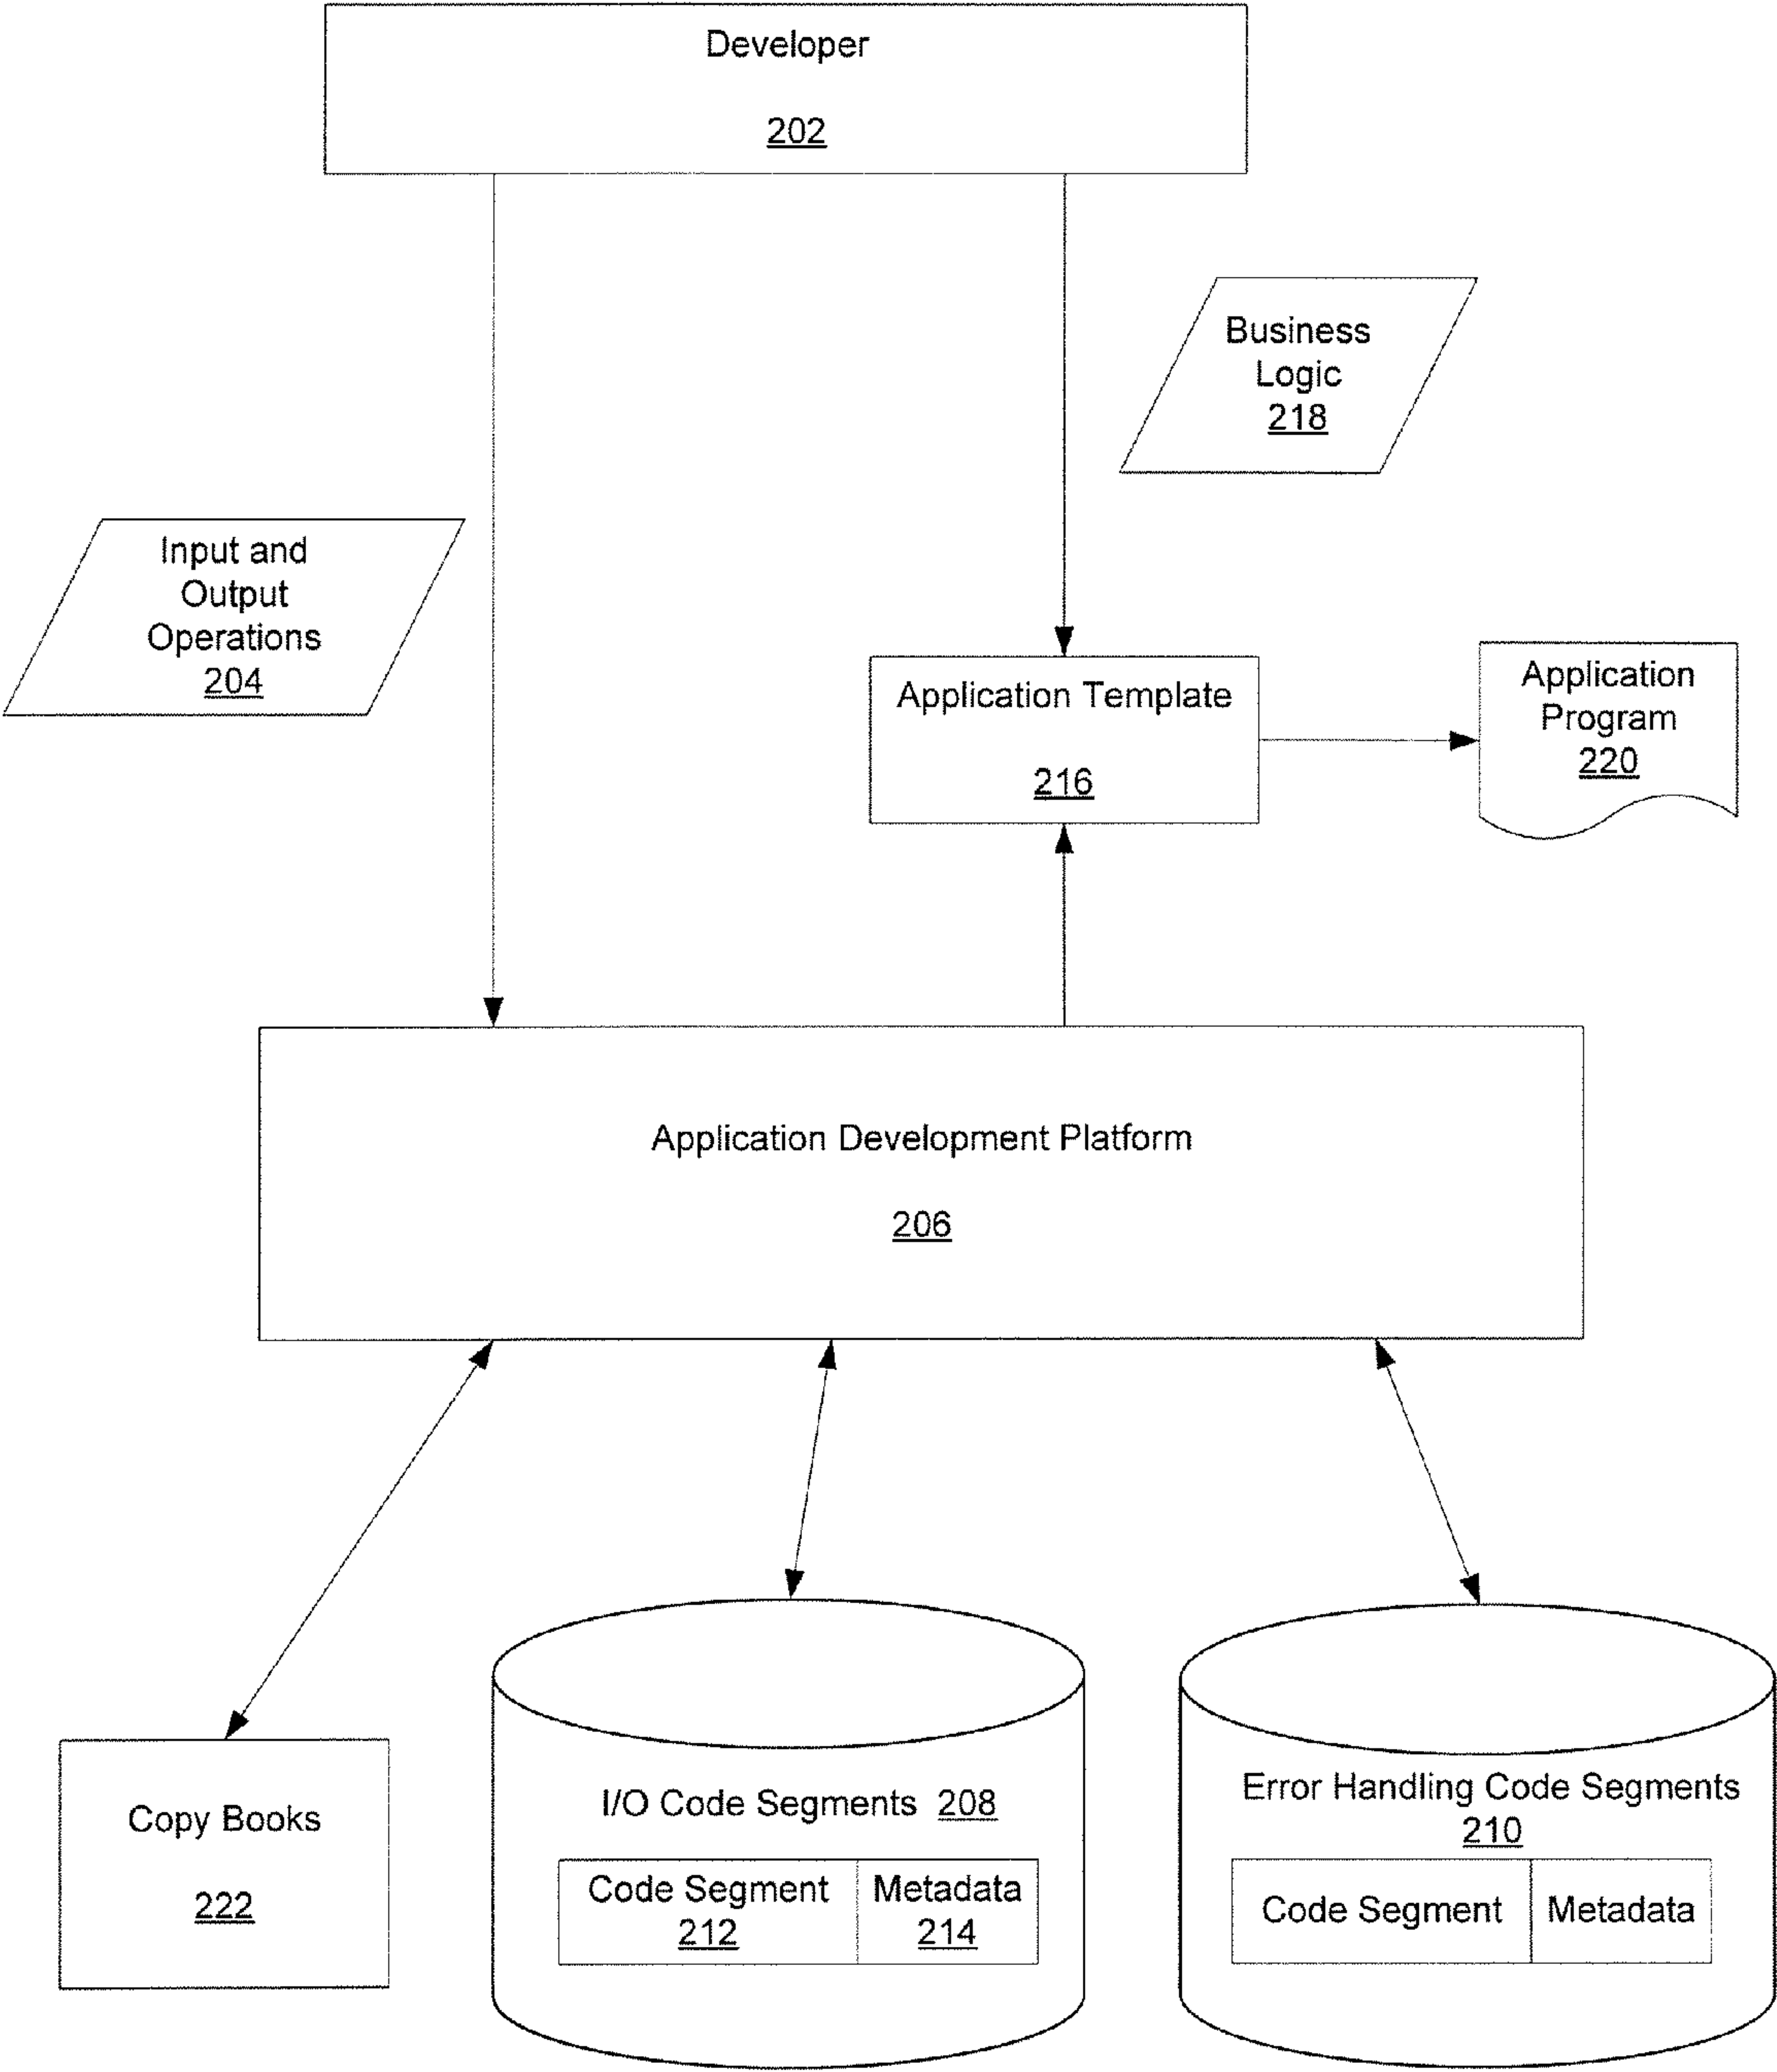 Developer
202
Business
Logic
218
Input and
Output
Operations
204
Application Template
216
Application
Program
220
Application Development Platform
206
Copy Books
222
I/O Code Segments 208
Code Segment
212
Metadata
214
Error Handling Code Segments
210
Code Segment
Metadata